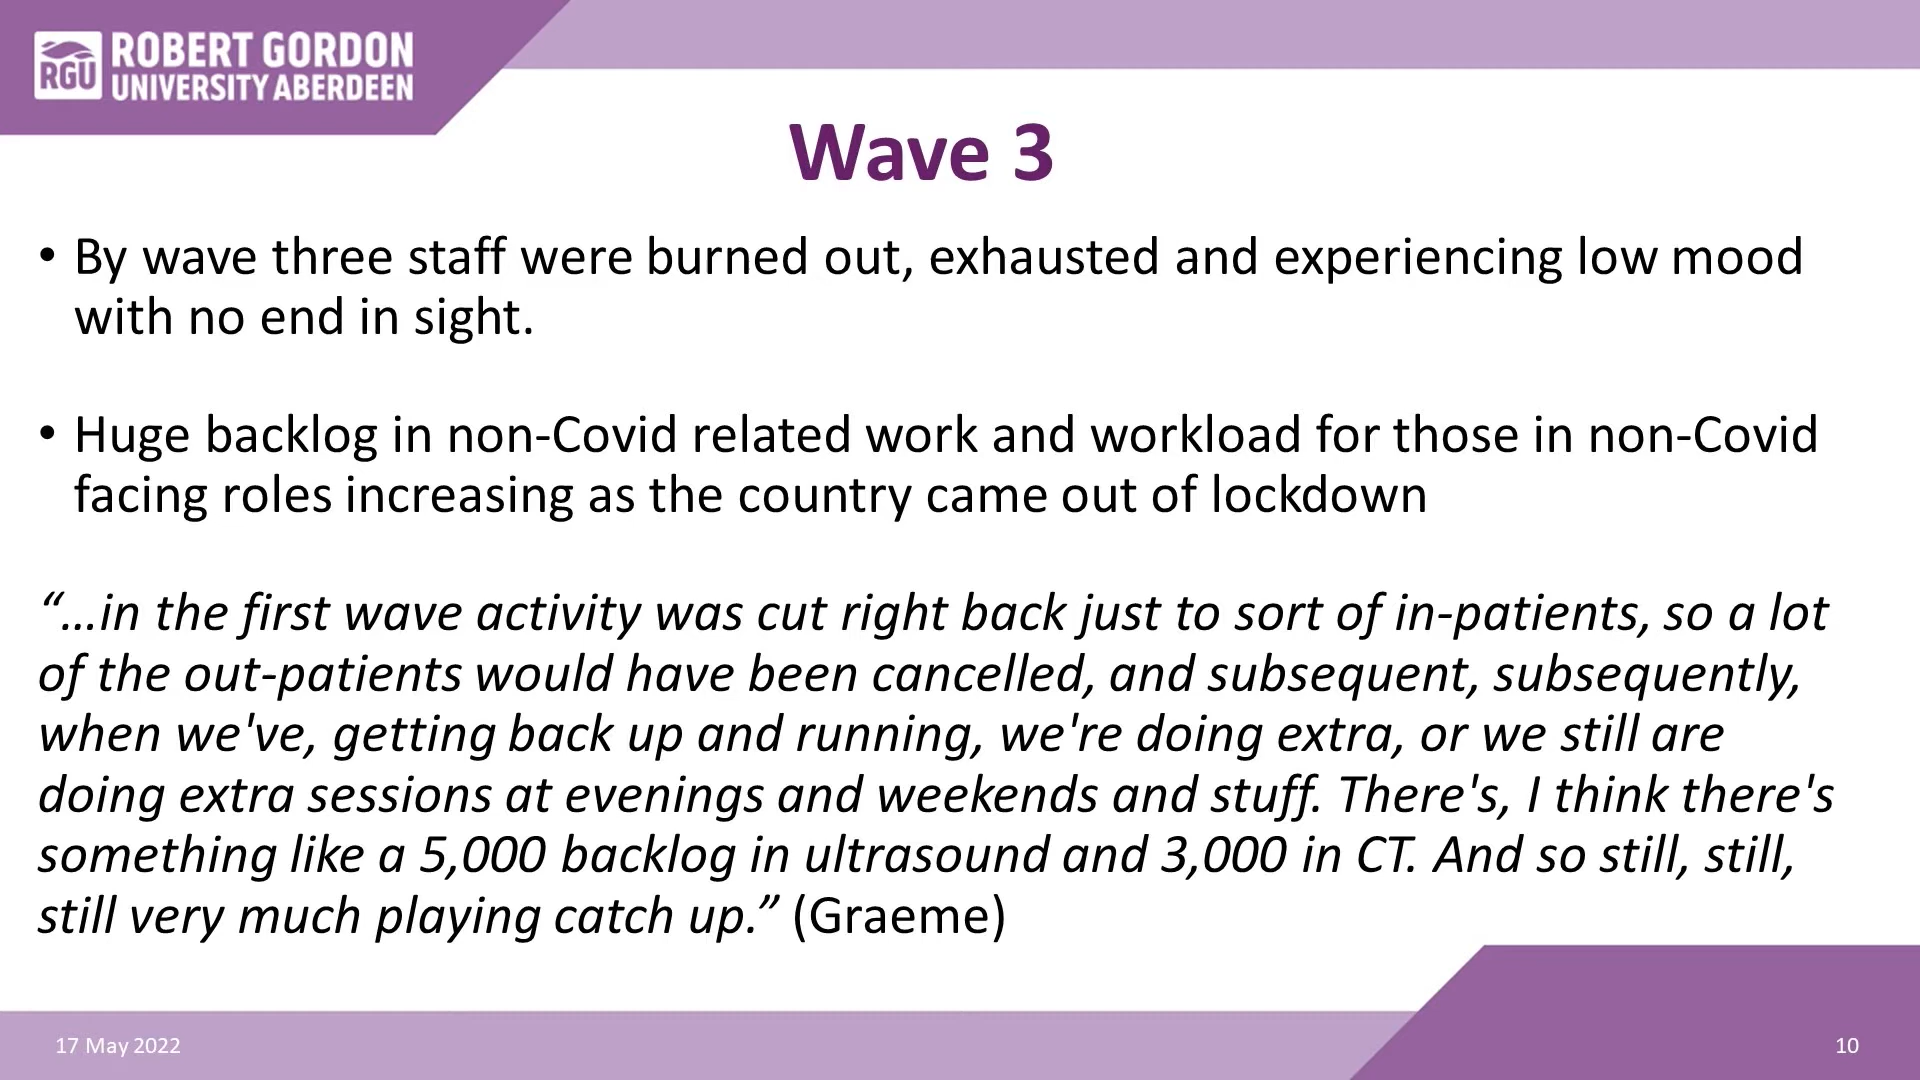 RGU
ROBERT GORDON
UNIVERSITY ABERDEEN
Wave 3
• By wave three staff were burned out, exhausted and experiencing low mood
with no end in sight.
• Huge backlog in non-Covid related work and workload for those in non-Covid
facing roles increasing as the country came out of lockdown
“…in the first wave activity was cut right back just to sort of in-patients, so a lot
of the out-patients would have been cancelled, and subsequent, subsequently,
when we've, getting back up and running, we're doing extra, or we still are
doing extra sessions at evenings and weekends and stuff. There's, I think there's
something like a 5,000 backlog in ultrasound and 3,000 in CT. And so still, still,
still very much playing catch up.” (Graeme)
17 May 2022
10